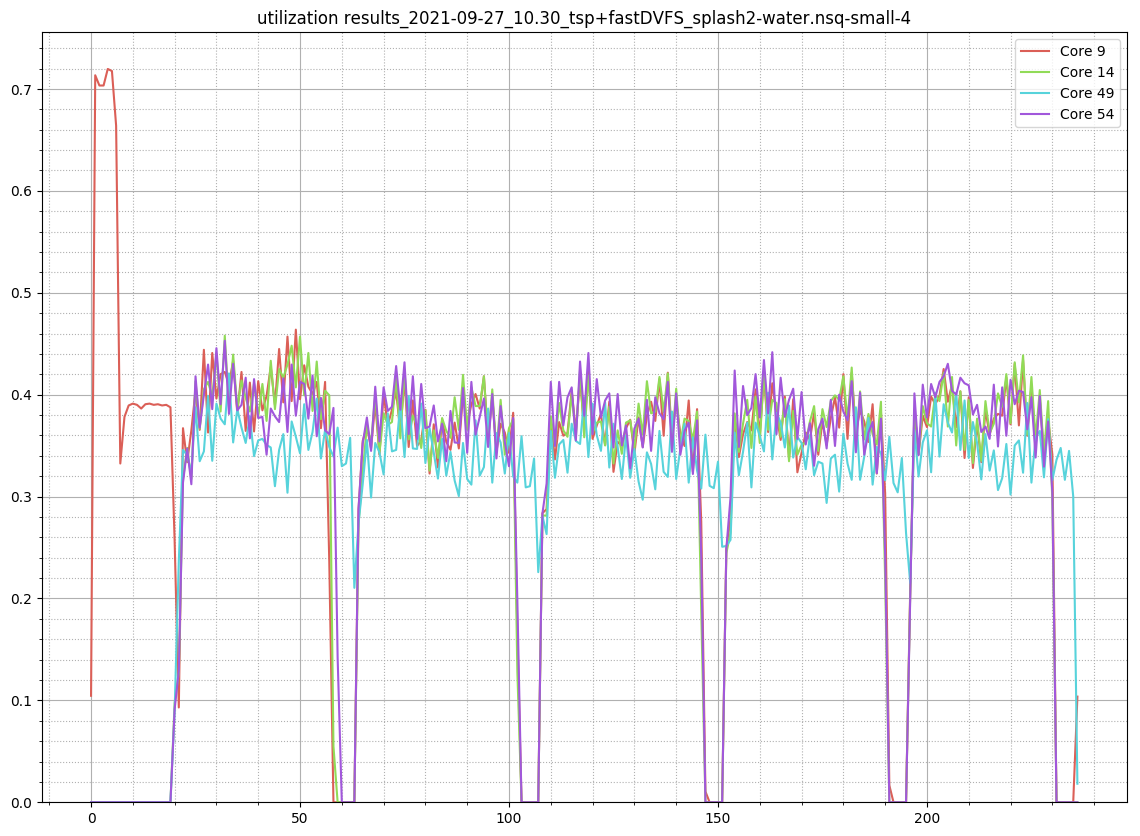 utilization results_2021-09-27_10.30_tsp+fastDVFS_splash2-water.nsq-small-4
Core 9
Core 14
Core 49
Core 54
0.7
0.6
0.5
0.4
0.3
0.2
0.1
0.0
0 50 100 150 200